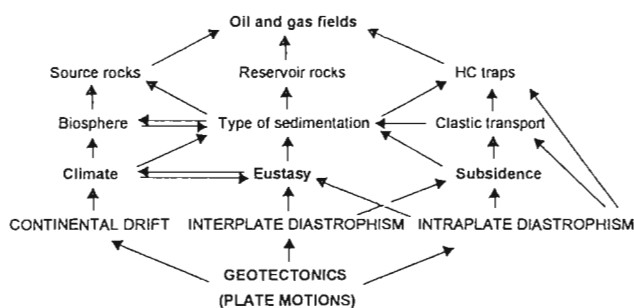 Oil and gas fields
Source rocks Reservoir rocks HC traps
Biosphere Type of sedimentation Clastic transport
Climate Eustasy Subsidence
CONTINENTAL DRIFT INTERPLATE DIASTROPHISM INTRAPLATE DIASTROPHISM
GEOTECTONICS
(PLATE MOTIONS)